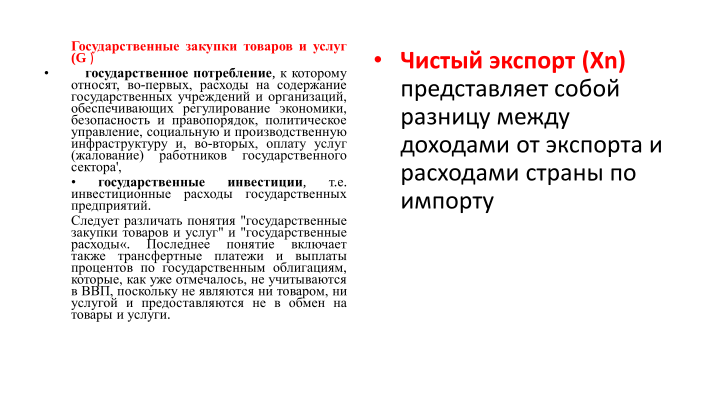 Государственные закупки товаров и услуг
(G )
• государственное потребление, к которому
относят, во-первых, расходы на содержание
государственных учреждений и организаций,
обеспечивающих регулирование экономики,
безопасность и правопорядок, политическое
управление, социальную и производственную
инфраструктуру и, во-вторых, оплату услуг
(жалование) работников государственного
сектора',
• государственные инвестиции, т.е.
инвестиционные расходы государственных
предприятий.
Следует различать понятия "государственные
закупки товаров и услуг" и "государственные
расходы«. Последнее понятие включает
также трансфертные платежи и выплаты
процентов по государственным облигациям,
которые, как уже отмечалось, не учитываются
в ВВП, поскольку не являются ни товаром, ни
услугой и предоставляются не в обмен на
товары и услуги.
• Чистый экспорт (Xn)
представляет собой
разницу между
доходами от экспорта и
расходами страны по
импорту